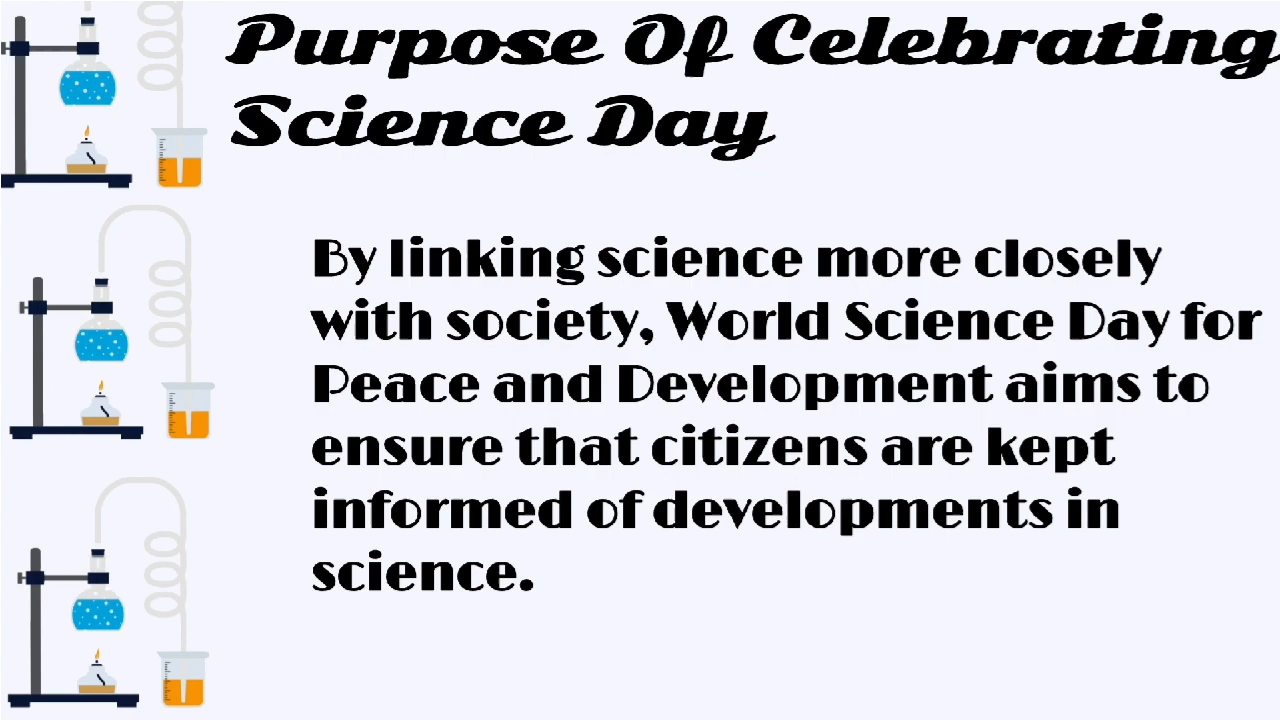 Purpose Of Celebrating
Science Day
By linking science more closely
with society, World Science Day for
Peace and Development aims to
ensure that citizens are kept
informed of developments in
science.